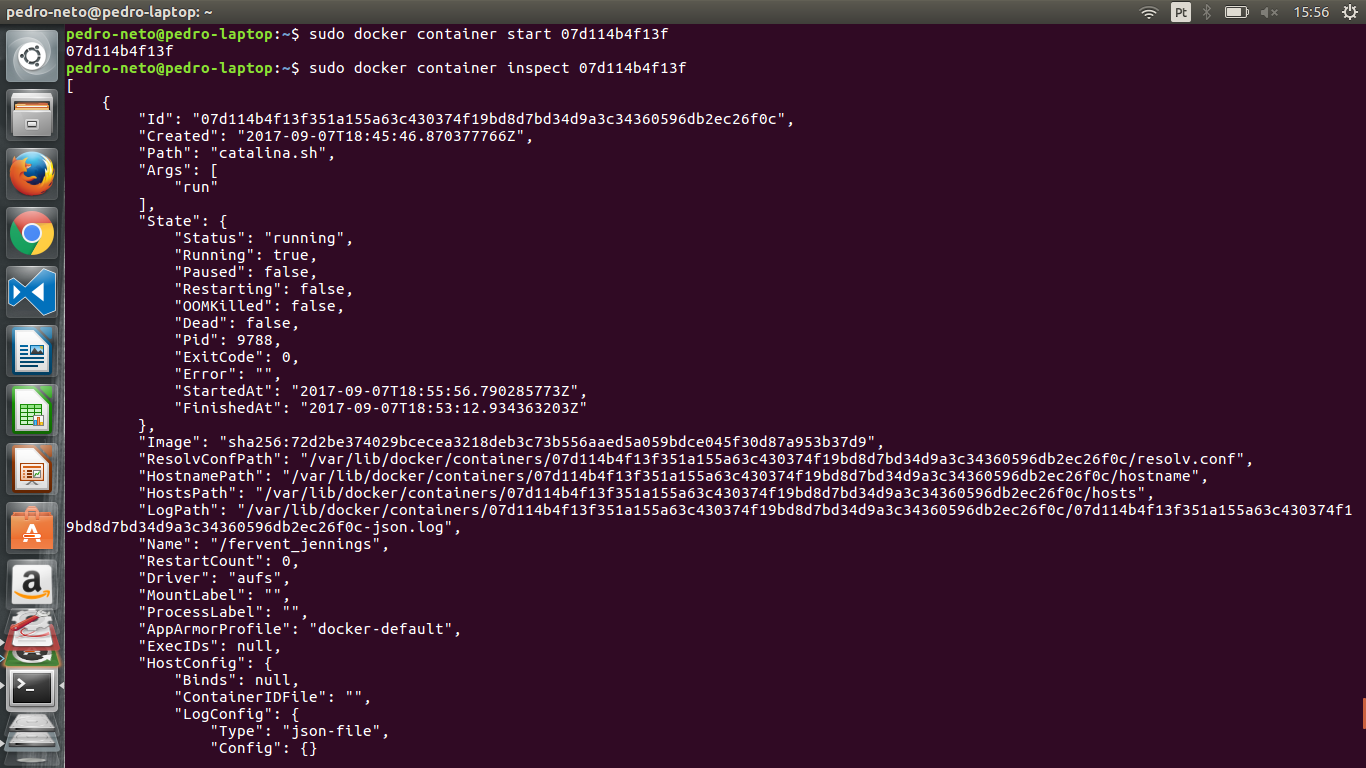 pedro-neto@pedro-laptop: ~
Pt
15:56
pedro-neto@pedro-laptop:~$ sudo docker container start 07d114b4f13f
07d114b4f13f
pedro-neto@pedro-laptop:~$ sudo docker container inspect 07d114b4f13f
[
    {
        "Id": "07d114b4f13f351a155a63c430374f19bd8d7bd34d9a3c34360596db2ec26f0c",
        "Created": "2017-09-07T18:45:46.870377766Z",
        "Path": "catalina.sh",
        "Args": [
            "run"
        ],
        "State": {
            "Status": "running",
            "Running": true,
            "Paused": false,
            "Restarting": false,
            "OOMKilled": false,
            "Dead": false,
            "Pid": 9788,
            "ExitCode": 0,
            "Error": "",
            "StartedAt": "2017-09-07T18:55:56.790285773Z",
            "FinishedAt": "2017-09-07T18:53:12.934363203Z"
        },
        "Image": "sha256:72d2be374029bcecea3218deb3c73b556aaed5a059bdce045f30d87a953b37d9",
        "ResolvConfPath": "/var/lib/docker/containers/07d114b4f13f351a155a63c430374f19bd8d7bd34d9a3c34360596db2ec26f0c/resolv.conf",
        "HostnamePath": "/var/lib/docker/containers/07d114b4f13f351a155a63c430374f19bd8d7bd34d9a3c34360596db2ec26f0c/hostname",
        "HostsPath": "/var/lib/docker/containers/07d114b4f13f351a155a63c430374f19bd8d7bd34d9a3c34360596db2ec26f0c/hosts",
        "LogPath": "/var/lib/docker/containers/07d114b4f13f351a155a63c430374f19bd8d7bd34d9a3c34360596db2ec26f0c/07d114b4f13f351a155a63c430374f1
9bd8d7bd34d9a3c34360596db2ec26f0c-json.log",
        "Name": "/fervent_jennings",
        "RestartCount": 0,
        "Driver": "aufs",
        "MountLabel": "",
        "ProcessLabel": "",
        "AppArmorProfile": "docker-default",
        "ExecIDs": null,
        "HostConfig": {
            "Binds": null,
            "ContainerIDFile": "",
            "LogConfig": {
                "Type": "json-file",
                "Config": {}